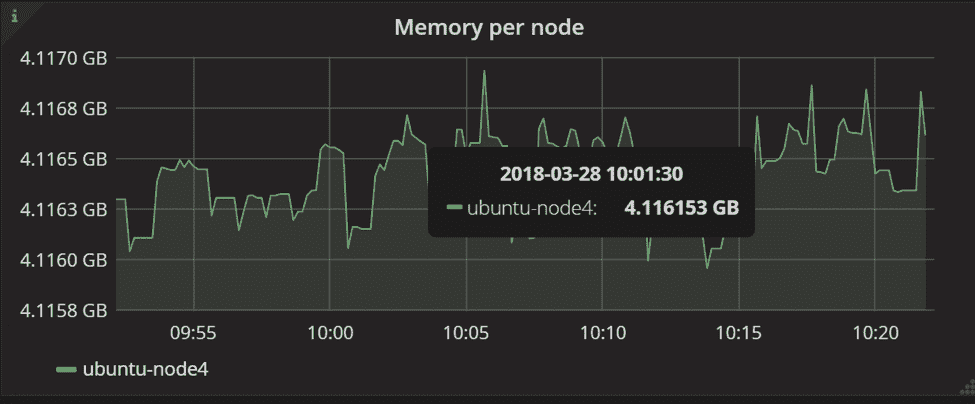 i
Memory per node
4.1170 GB
4.1168 GB
4.1165 GB
4.1163 GB
4.1160 GB
4.1158 GB
2018-03-28 10:01:30
ubuntu-node4: 4.116153 GB
09:55 10:00 10:05 10:10 10:15 10:20
ubuntu-node4